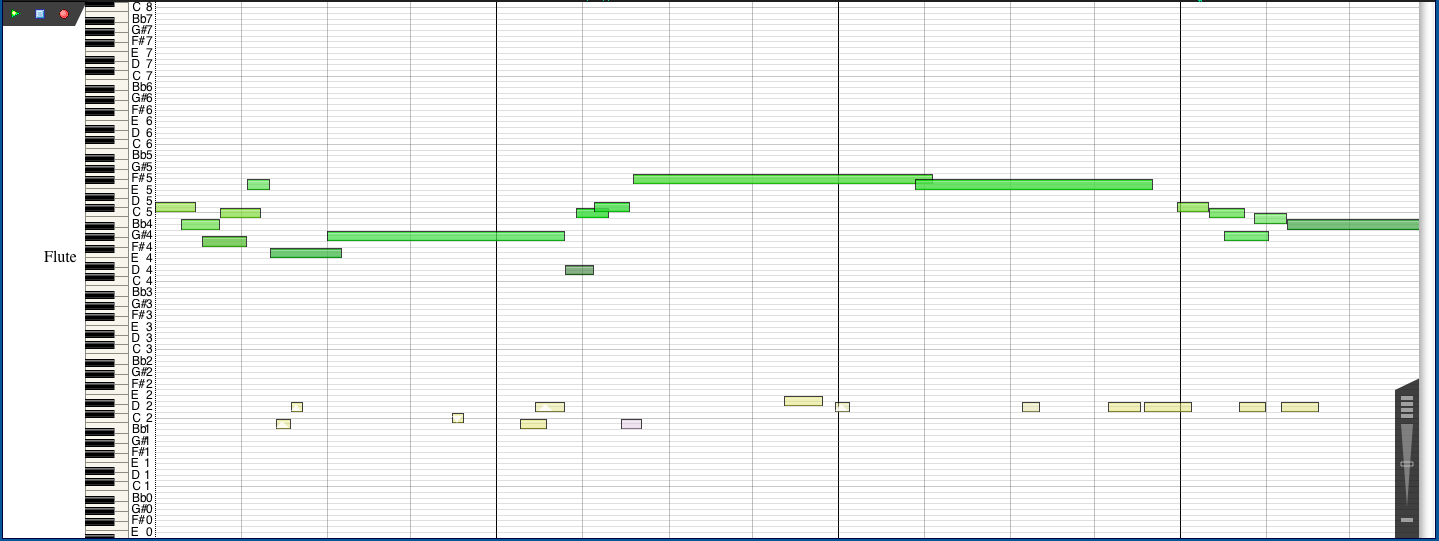 C 8
Bb7
G#7
F#7
E 7
D 7
C 7
Bb6
G#6
F#6
E 6
D 6
C 6
Bb5
G#5
F#5
E 5
D 5
C 5
Bb4
G#4
F#4
Flute
E 4
D 4
C 4
Bb3
G#3
F#3
E 3
D 3
C 3
Bb2
G#2
F#2
E 2
D 2
C 2
Bb1
G#1
F#1
E 1
D 1
C 1
Bb0
G#0
F#0
E 0